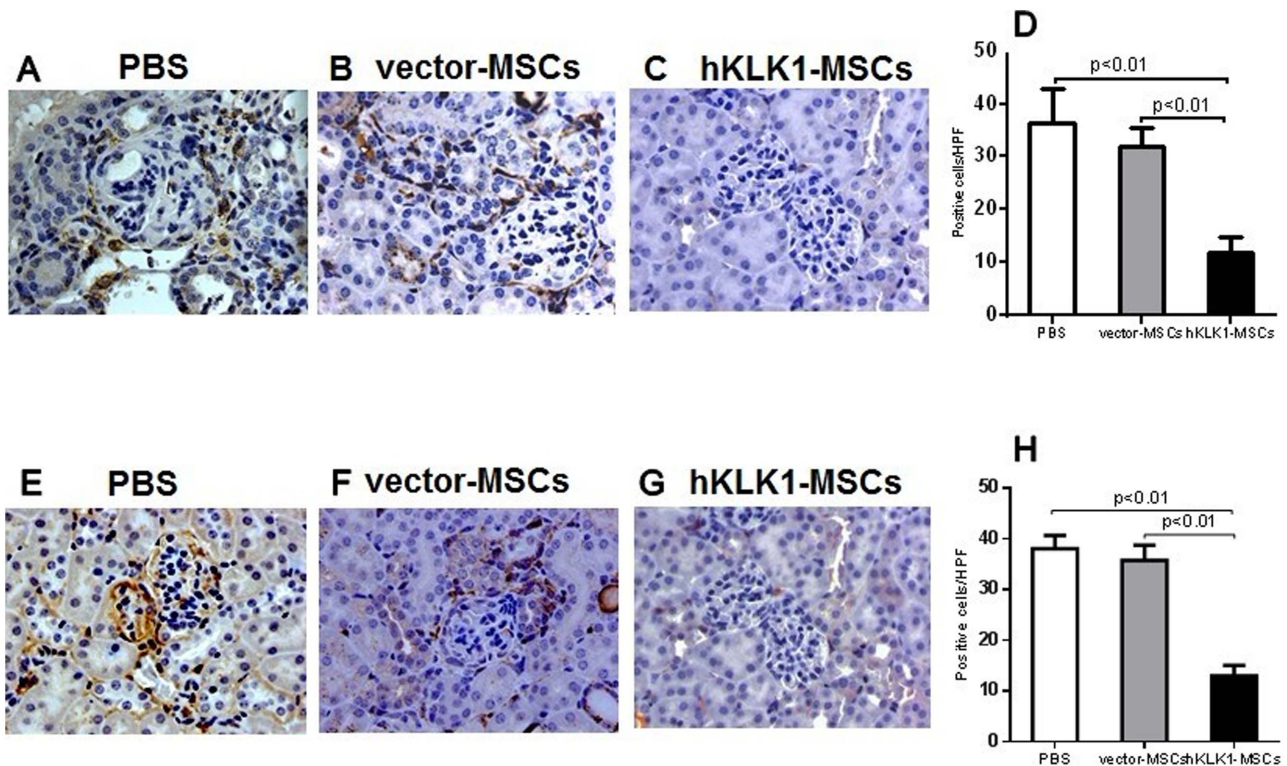 A PBS
B vector-MSCs
C hKLK1-MSCs
D
50
40
30
20
10
0
Positive cells/HPF
p<0.01
p<0.01
PBS
vector-MSCs
hKLK1-MSCs
E PBS
F vector-MSCs
G hKLK1-MSCs
H
50
40
30
20
10
0
Positive cells/HPF
p<0.01
p<0.01
PBS
vector-MSCs
hKLK1-MSCs